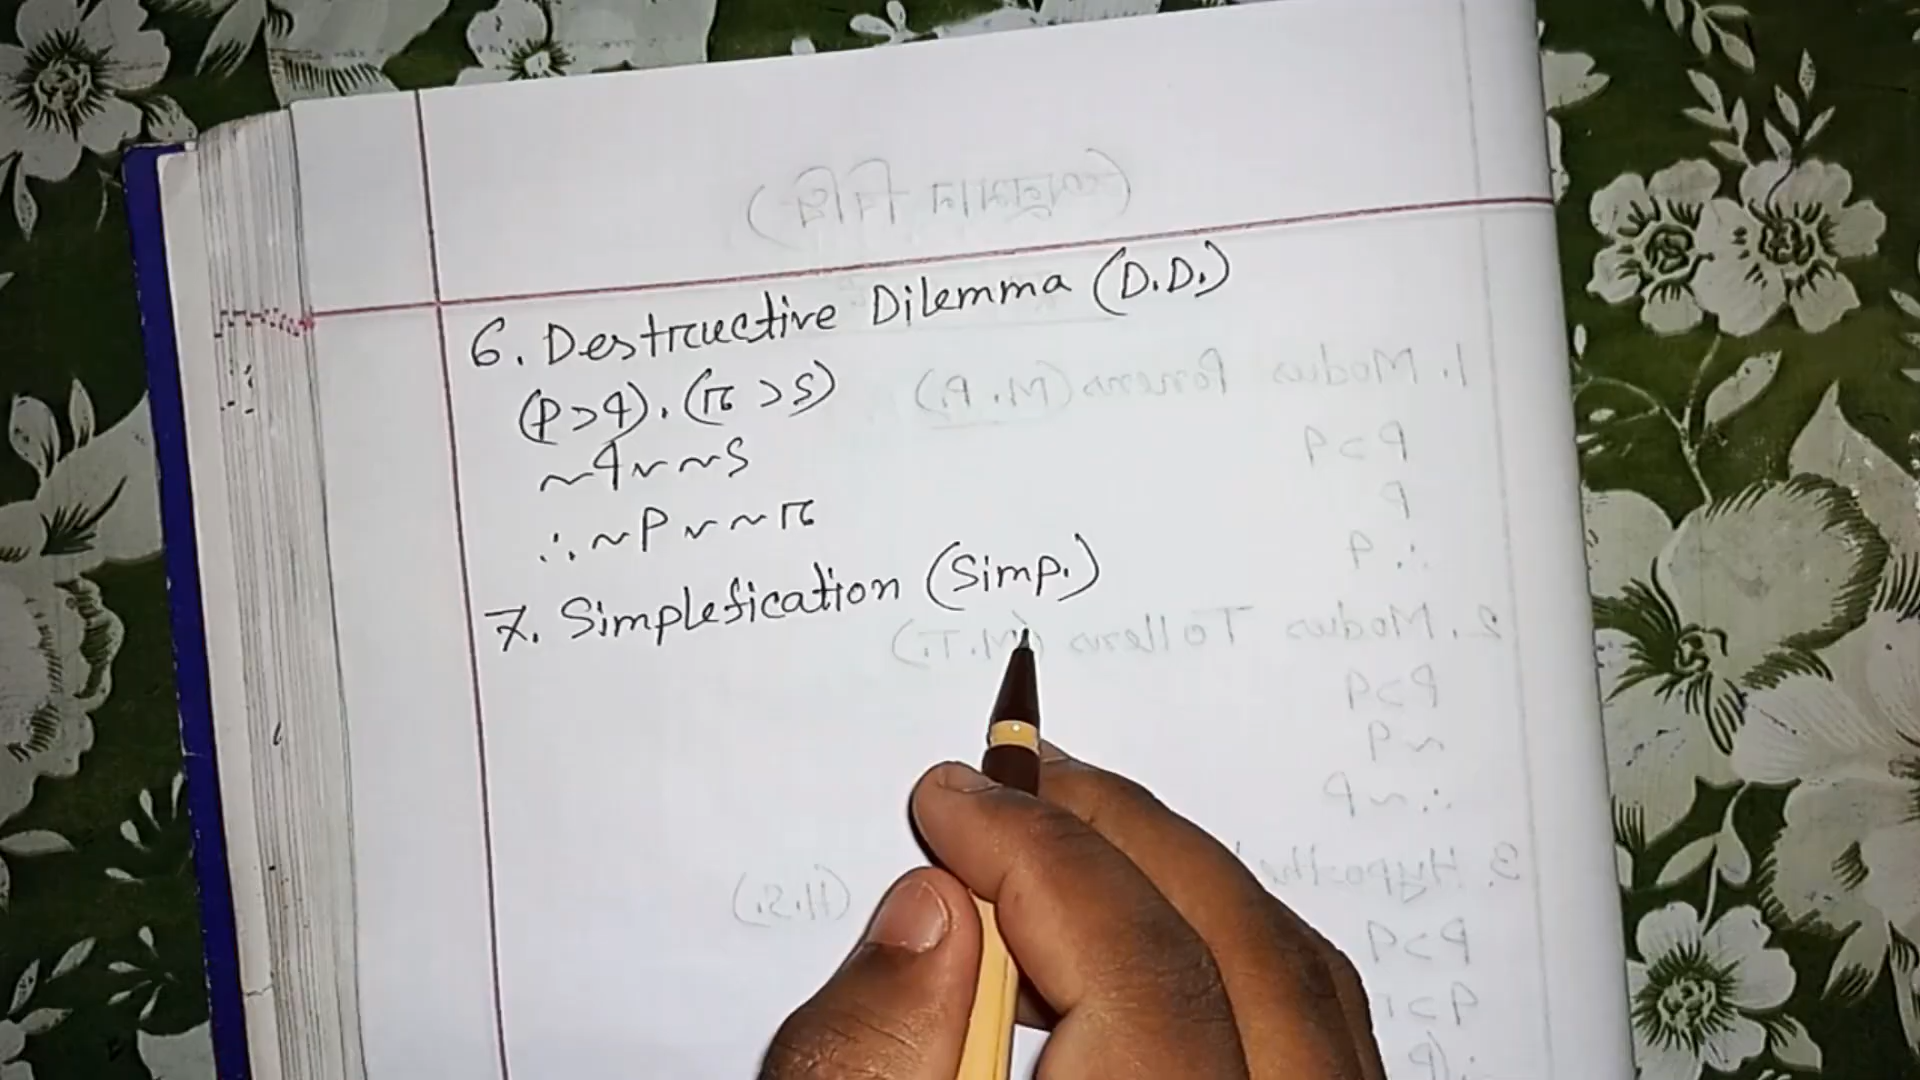 6. Destructive Dilemma (D.D.)
(p>q). (r>s)
~q v ~s
∴ ~p v ~r
7. Simplefication (Simp.)